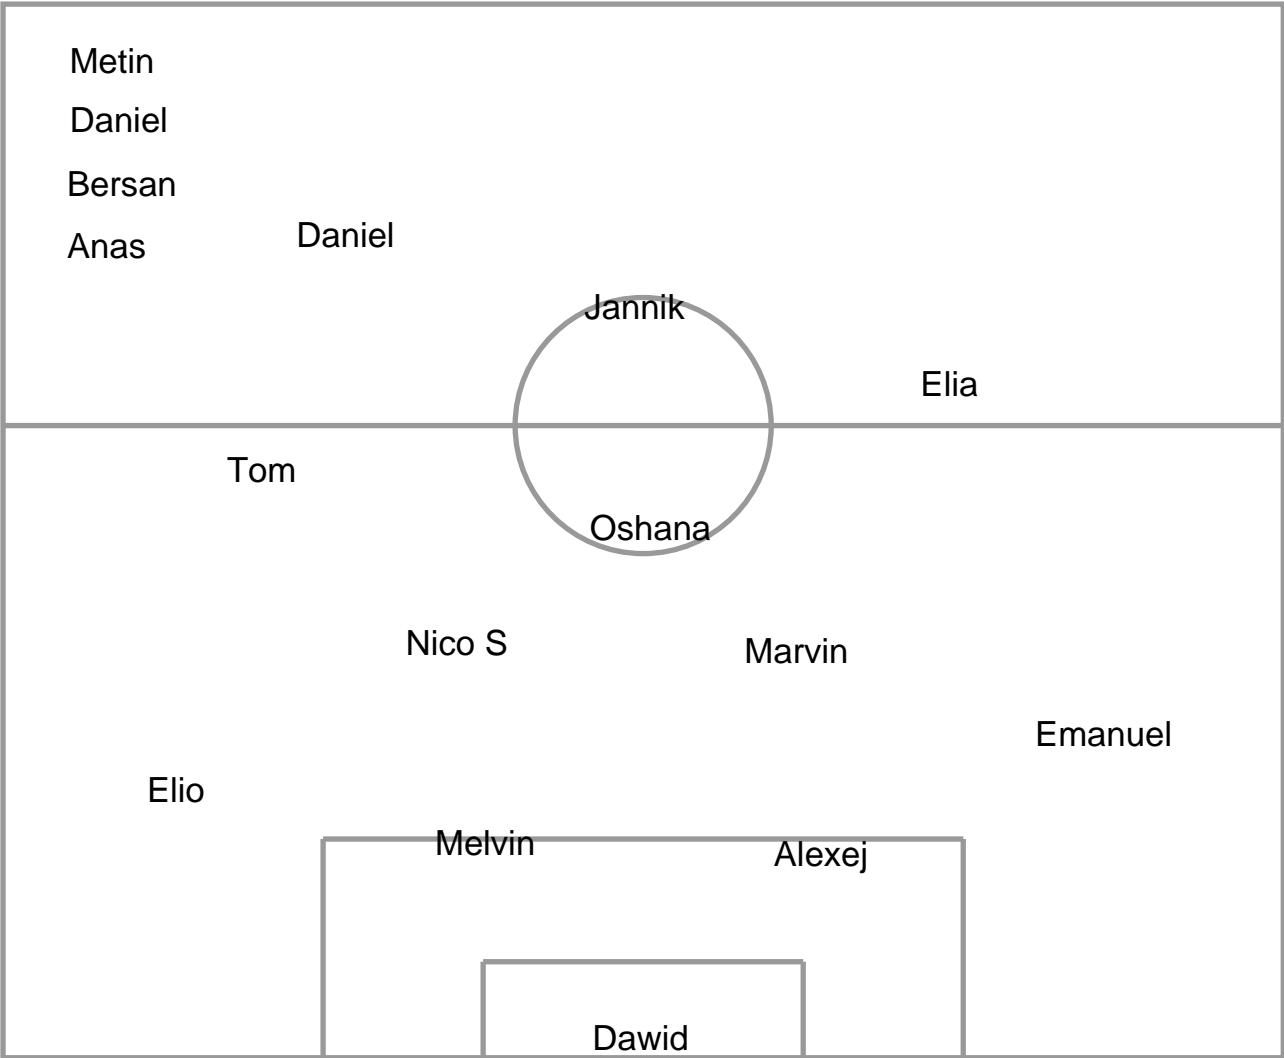 Metin
Daniel
Bersan
Anas
Daniel
Jannik
Elia
Tom
Oshana
Nico S
Marvin
Emanuel
Elio
Melvin
Alexej
Dawid